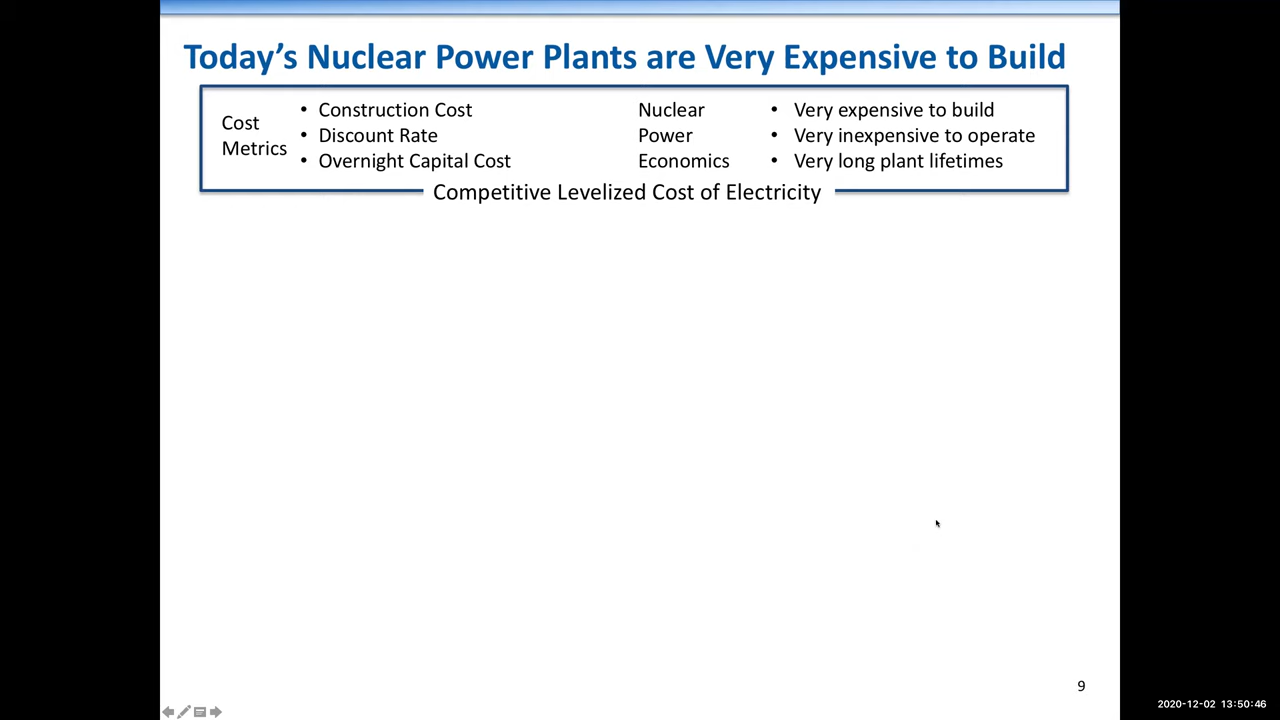 Today's Nuclear Power Plants are Very Expensive to Build
Cost
Metrics
• Construction Cost
• Discount Rate
• Overnight Capital Cost
Nuclear
Power
Economics
• Very expensive to build
• Very inexpensive to operate
• Very long plant lifetimes
Competitive Levelized Cost of Electricity
9
2020-12-02 13:50:46